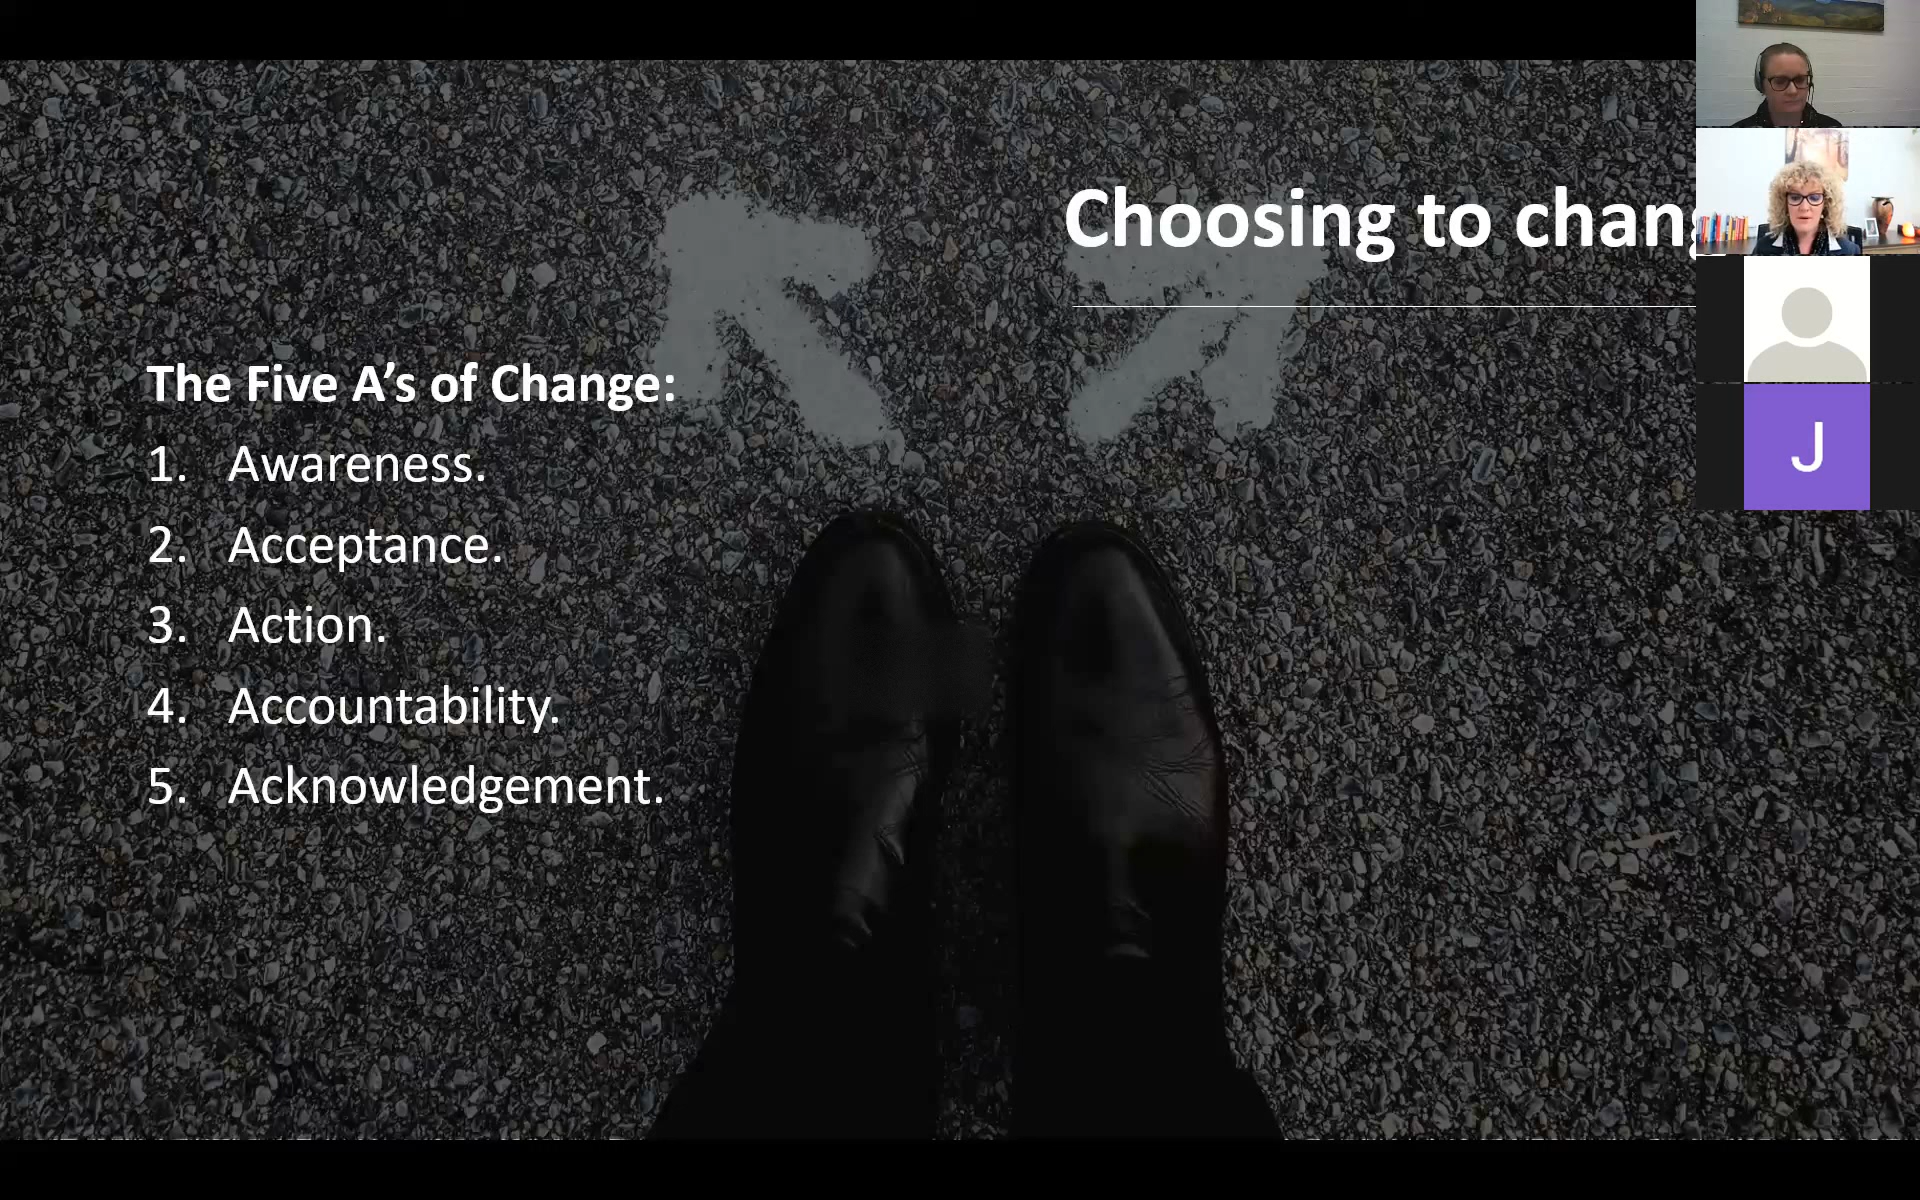 Choosing to chang
The Five A’s of Change:
1. Awareness.
2. Acceptance.
3. Action.
4. Accountability.
5. Acknowledgement.
J